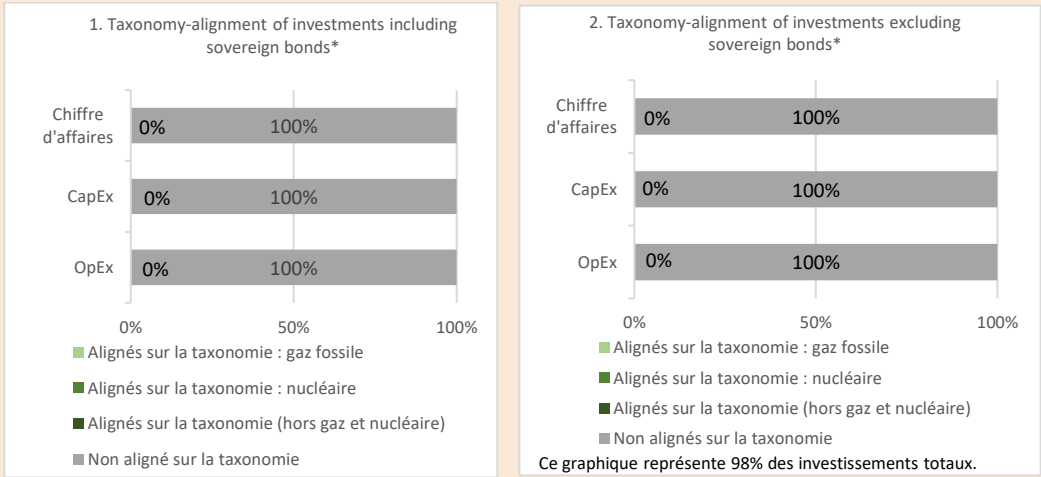 1. Taxonomy-alignment of investments including
sovereign bonds*
Chiffre
d'affaires
0%
100%
CapEx
0%
100%
OpEx
0%
100%
0%
50%
100%
Alignés sur la taxonomie : gaz fossile
Alignés sur la taxonomie : nucléaire
Alignés sur la taxonomie (hors gaz et nucléaire)
Non aligné sur la taxonomie
2. Taxonomy-alignment of investments excluding
sovereign bonds*
Chiffre
d'affaires
0%
100%
CapEx
0%
100%
OpEx
0%
100%
0%
50%
100%
Alignés sur la taxonomie : gaz fossile
Alignés sur la taxonomie : nucléaire
Alignés sur la taxonomie (hors gaz et nucléaire)
Non alignés sur la taxonomie
Ce graphique représente 98% des investissements totaux.